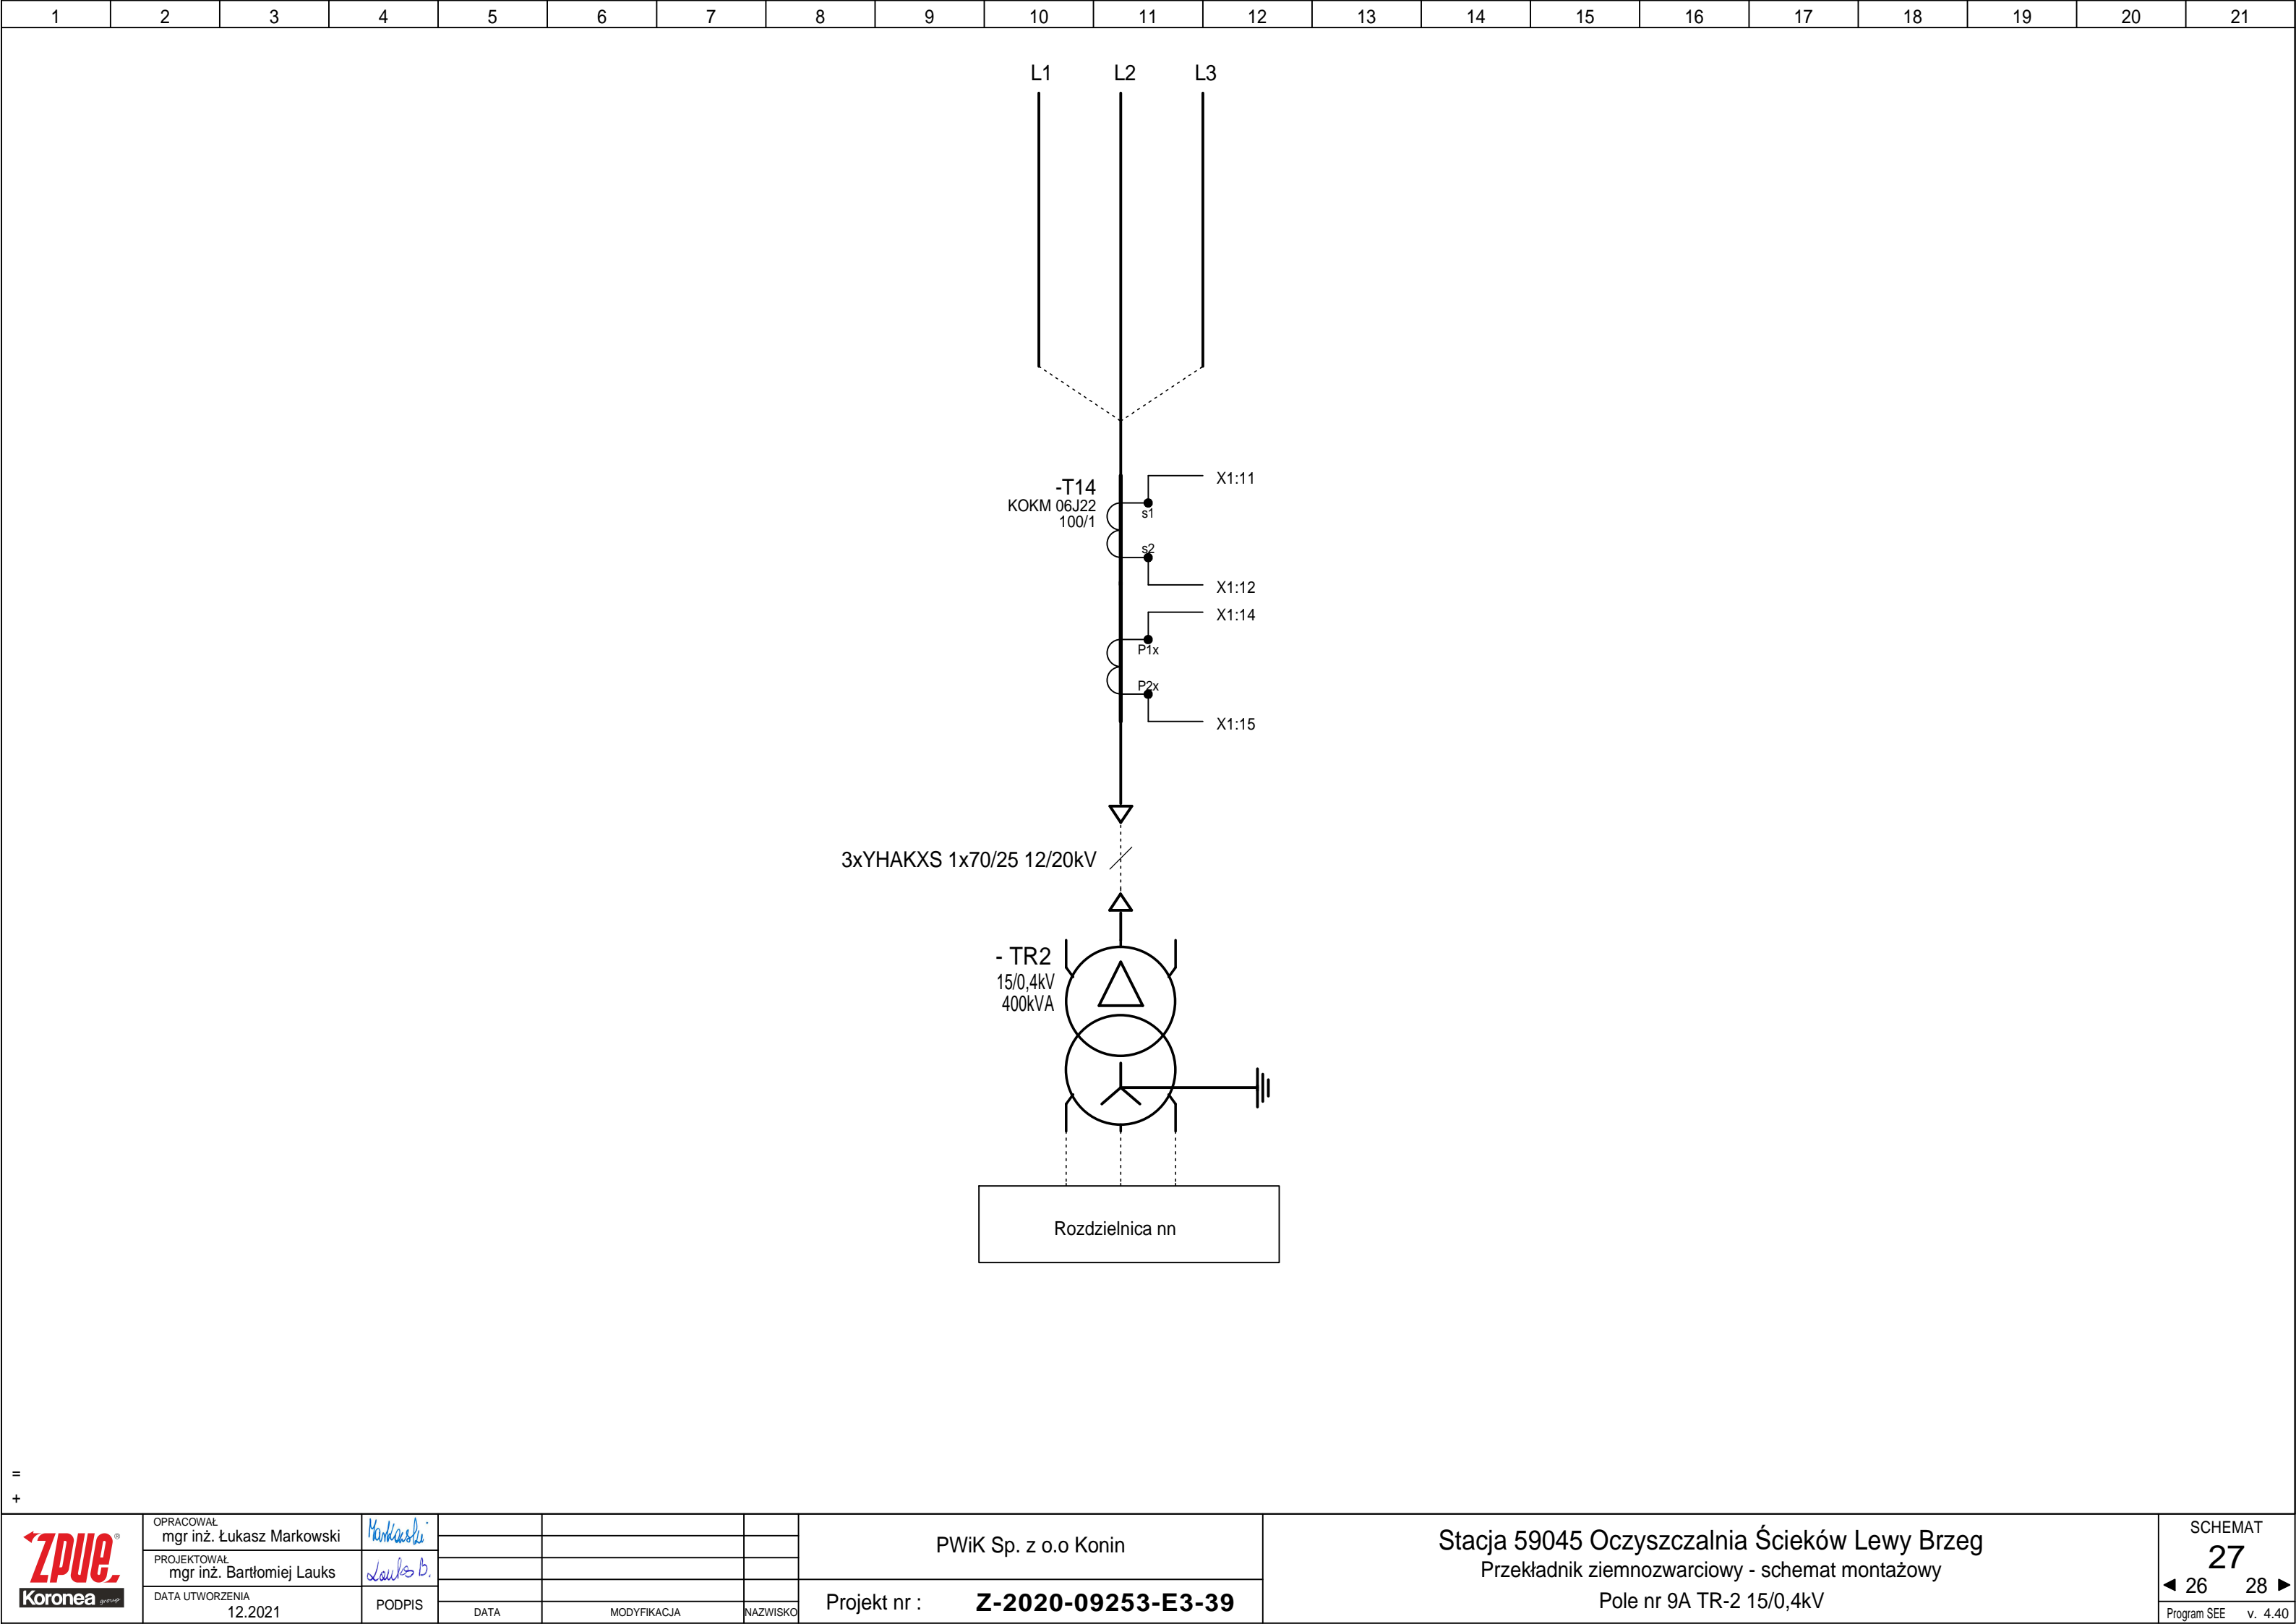 1 2 3 4 5 6 7 8 9 10 11 12 13 14 15 16 17 18 19 20 21
L1 L2 L3
-T14
KOKM 06J22
100/1
X1:11
s1
s2
X1:12
X1:14
P1x
P2x
X1:15
3xYHAKXS 1x70/25 12/20kV
- TR2
15/0,4kV
400kVA
Rozdzielnica nn
=
+
ZPUE®
Koronea group
OPRACOWAŁ
mgr inż. Łukasz Markowski
Markowski
PROJEKTOWAŁ
mgr inż. Bartłomiej Lauks
Lauks B.
DATA UTWORZENIA
12.2021
PODPIS
DATA MODYFIKACJA NAZWISKO
PWiK Sp. z o.o Konin
Projekt nr : Z-2020-09253-E3-39
Stacja 59045 Oczyszczalnia Ścieków Lewy Brzeg
Przekładnik ziemnozwarciowy - schemat montażowy
Pole nr 9A TR-2 15/0,4kV
SCHEMAT
27
◄ 26 28 ►
Program SEE v. 4.40